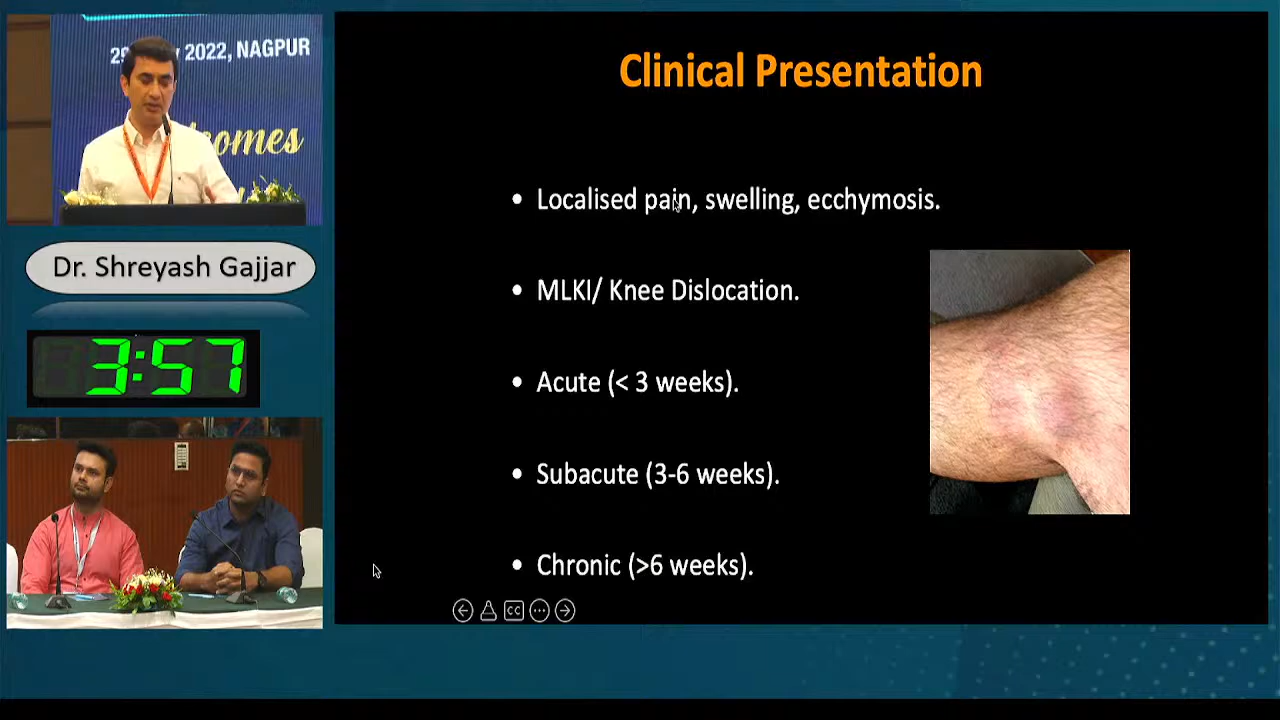 2022, NAGPUR
Dr. Shreyash Gajjar
3:57
Clinical Presentation
• Localised pain, swelling, ecchymosis.
• MLKI/ Knee Dislocation.
• Acute (< 3 weeks).
• Subacute (3-6 weeks).
• Chronic (>6 weeks).
CC